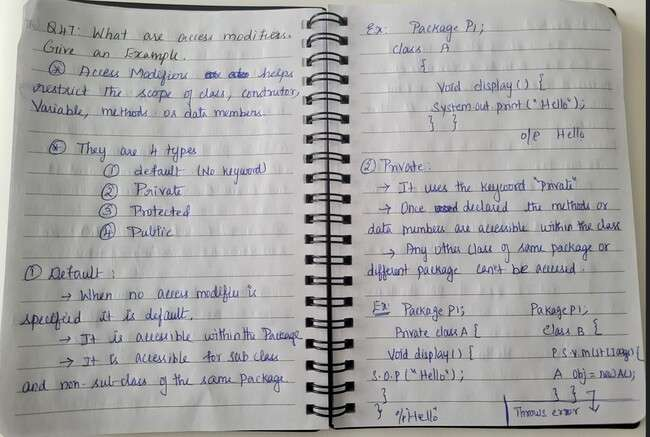 Q47: What are access modifiers.
Give an Example.
* Access Modifiers helps
restrict the scope of class, construtor,
Variable, methods or data members.
* They are 4 types
① default (No keyword)
② Private
③ Protected
④ Public
① Default :
→ When no access modifier is
specified it is default.
→ It is accessible within the Package
→ It is accessible for sub class
and non-sub-class of the same package.
Ex: Package P1;
class A
{
Void display() {
System.out.print("Hello");
} }
o/p Hello
② Private:
→ It uses the keyword "Private"
→ Once declared the methods or
data members are accessible within the class
→ Any other class of same package or
different package can't be accessed.
Ex: Package P1;
Private class A {
Void display() {
S.O.P("Hello");
}
} o/p Hello"
Pakage P1;
Class B {
P.S.V.m(st[]args) {
A Obj = new A();
} }
Throws error